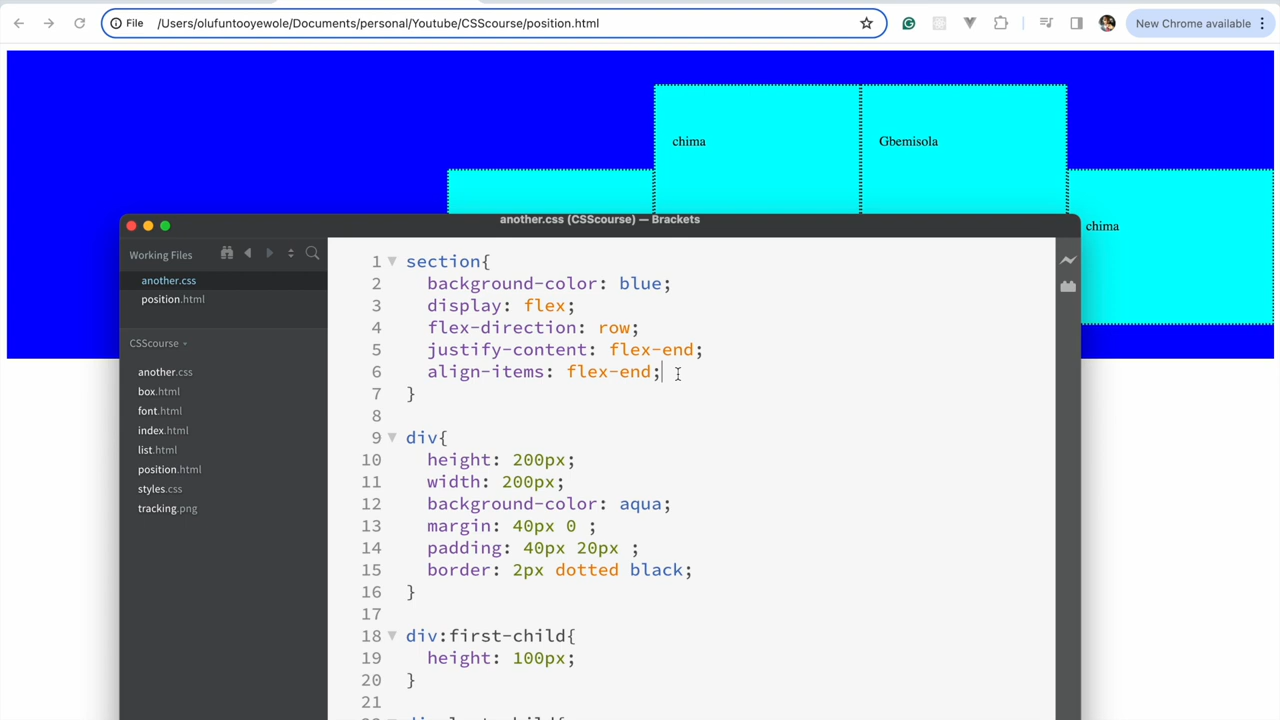 File /Users/olufuntooyewole/Documents/personal/Youtube/CSScourse/position.html
New Chrome available
chima
Gbemisola
chima
another.css (CSScourse) — Brackets
Working Files
another.css
position.html
CSScourse
another.css
box.html
font.html
index.html
list.html
position.html
styles.css
tracking.png
1 section{
2 background-color: blue;
3 display: flex;
4 flex-direction: row;
5 justify-content: flex-end;
6 align-items: flex-end;
7 }
8
9 div{
10 height: 200px;
11 width: 200px;
12 background-color: aqua;
13 margin: 40px 0 ;
14 padding: 40px 20px ;
15 border: 2px dotted black;
16 }
17
18 div:first-child{
19 height: 100px;
20 }
21